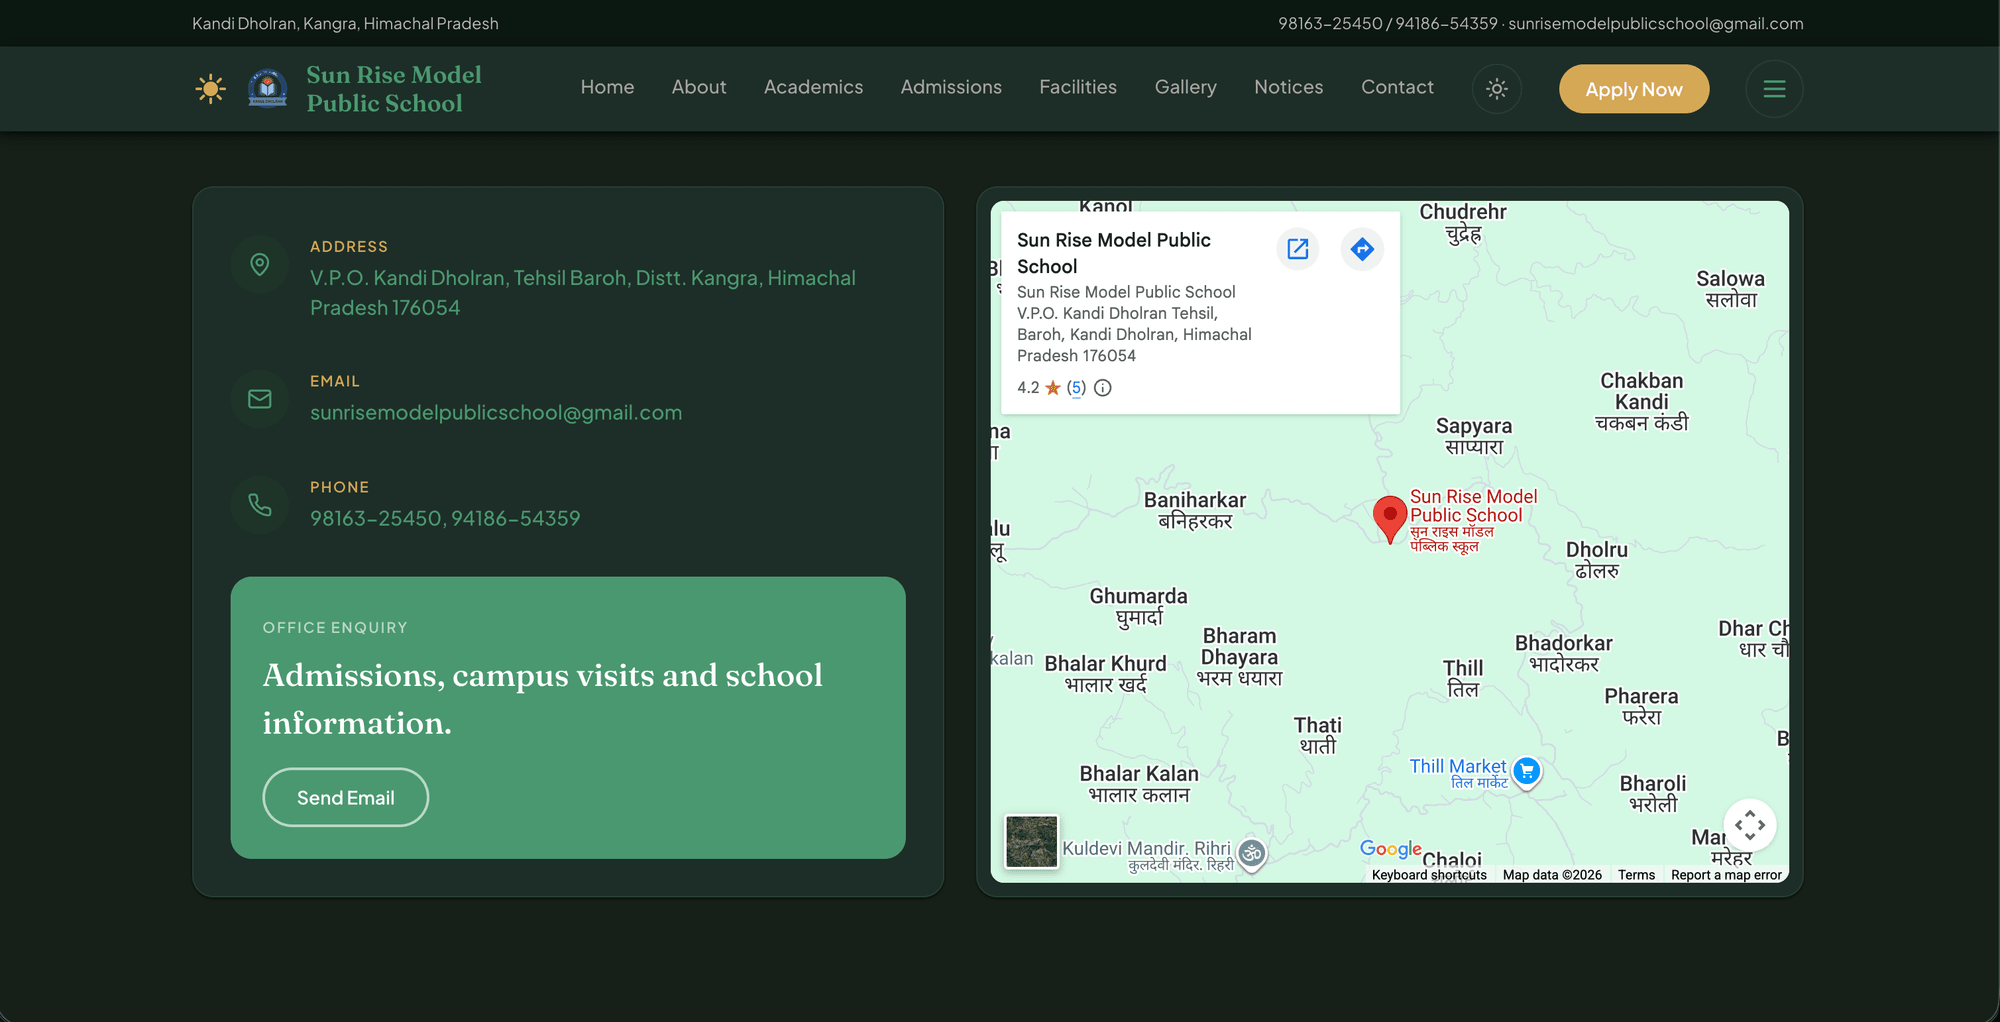 Kandi Dholran, Kangra, Himachal Pradesh
98163-25450 / 94186-54359 · sunrisemodelpublicschool@gmail.com
Sun Rise Model
Public School
Home
About
Academics
Admissions
Facilities
Gallery
Notices
Contact
Apply Now
ADDRESS
V.P.O. Kandi Dholran, Tehsil Baroh, Distt. Kangra, Himachal
Pradesh 176054
EMAIL
sunrisemodelpublicschool@gmail.com
PHONE
98163-25450, 94186-54359
OFFICE ENQUIRY
Admissions, campus visits and school
information.
Send Email
Kanol
Sun Rise Model Public
School
Sun Rise Model Public School
V.P.O. Kandi Dholran Tehsil,
Baroh, Kandi Dholran, Himachal
Pradesh 176054
4.2 ★ (5)
Chudrehr
चुद्रेह्र
Salowa
सलोवा
Chakban
Kandi
चकबन कंडी
Sapyara
साप्यारा
Baniharkar
बनिहरकर
Sun Rise Model
Public School
सुन राइस मॉडल
पब्लिक स्कूल
Dholru
ढोलरु
Ghumarda
घुमार्दा
Bharam
Dhayara
भरम धयारा
Bhalar Khurd
भालार खर्द
kalan
Thill
तिल
Bhadorkar
भादोरकर
Dhar Ch
धार चौ
Pharera
फरेरा
Thati
थाती
Thill Market
तिल मार्केट
Bhalar Kalan
भालार कलान
Bharoli
भरोली
Kuldevi Mandir. Rihri
कुलदेवी मंदिर. रिहरी
ॐ
Google
Chaloj
मरेहर
Keyboard shortcuts
Map data ©2026
Terms
Report a map error